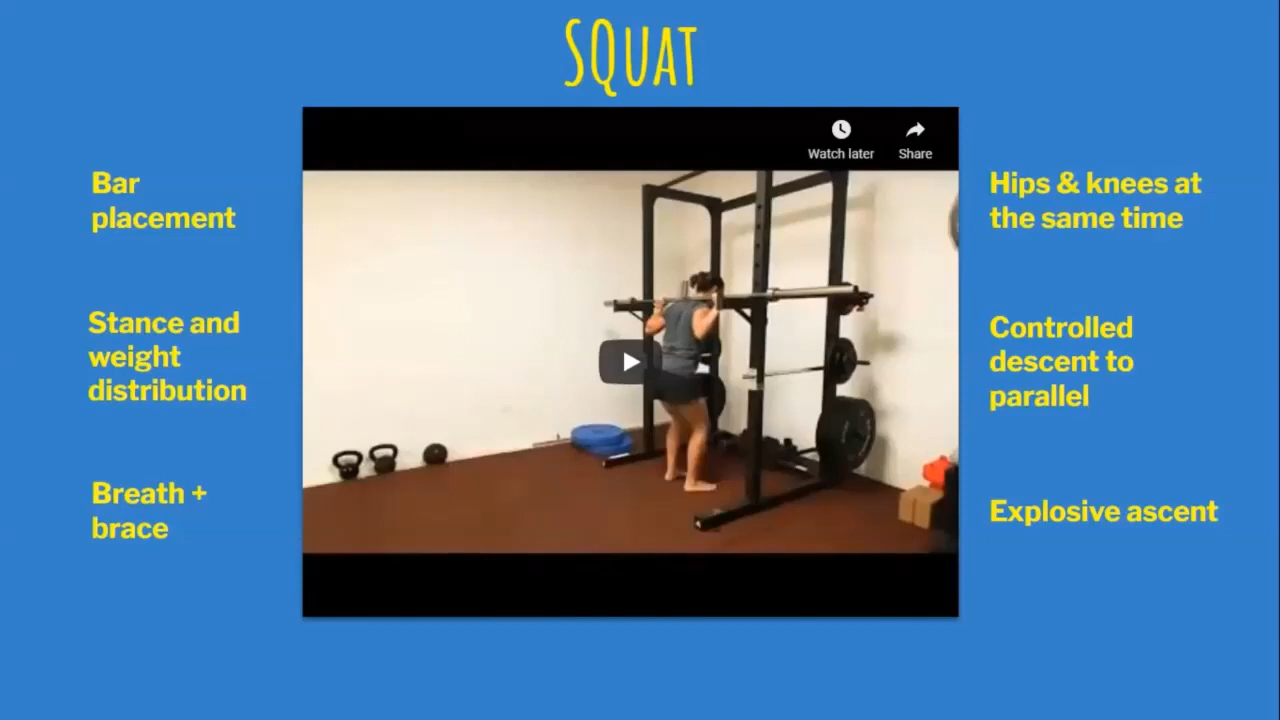 SQUAT
Watch later
Share
Bar
placement
Stance and
weight
distribution
Breath +
brace
Hips & knees at
the same time
Controlled
descent to
parallel
Explosive ascent